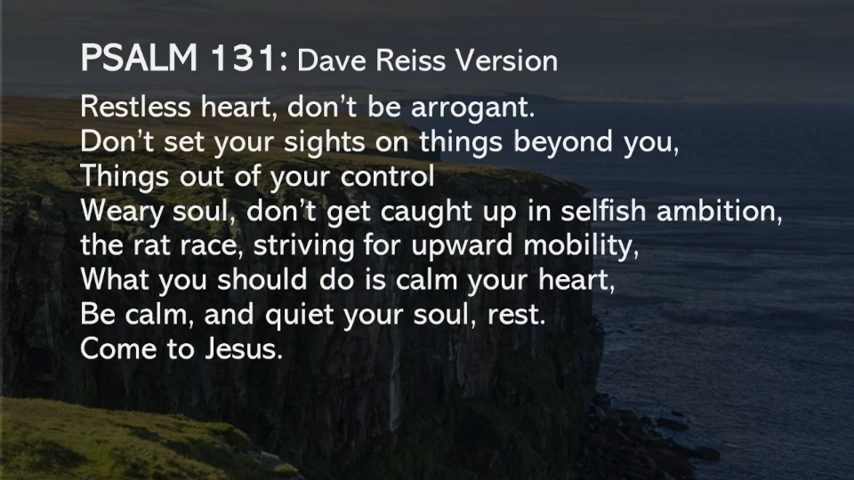 PSALM 131: Dave Reiss Version
Restless heart, don't be arrogant.
Don't set your sights on things beyond you,
Things out of your control
Weary soul, don't get caught up in selfish ambition,
the rat race, striving for upward mobility,
What you should do is calm your heart,
Be calm, and quiet your soul, rest.
Come to Jesus.